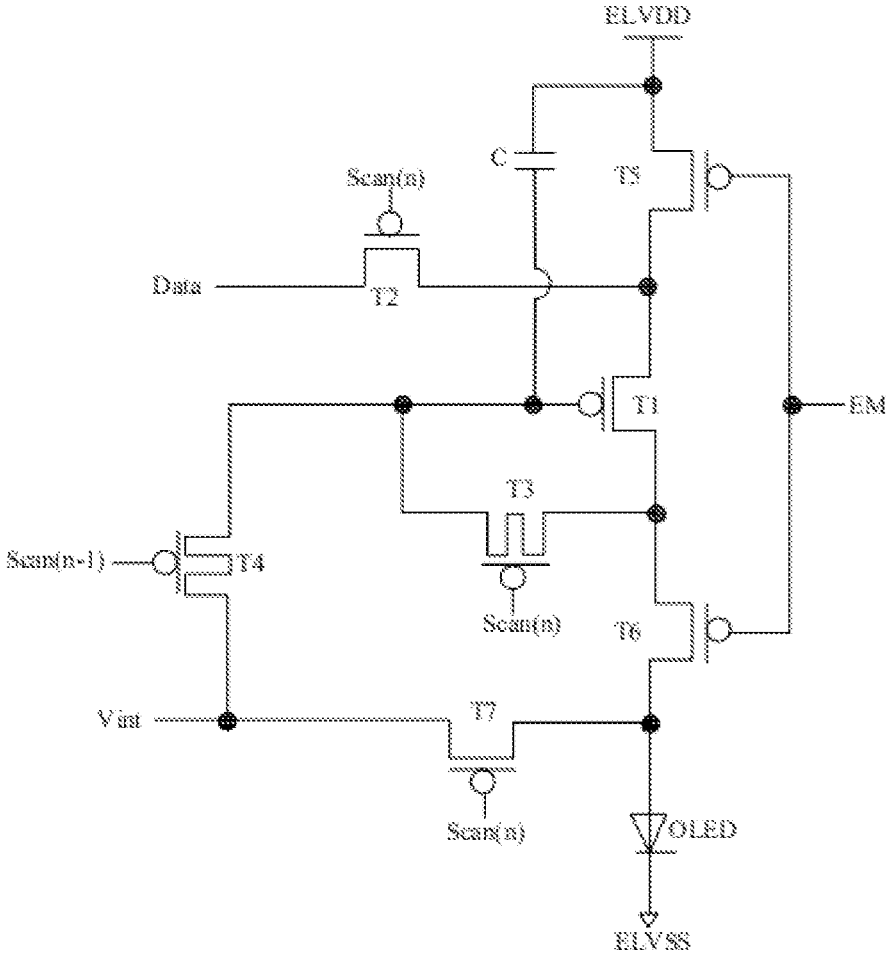 ELVDD
C
T5
Scan(n)
Data
T2
T1
EM
T3
Scan(n-1)
T4
Scan(n)
T6
Vint
T7
Scan(n)
OLED
ELVSS